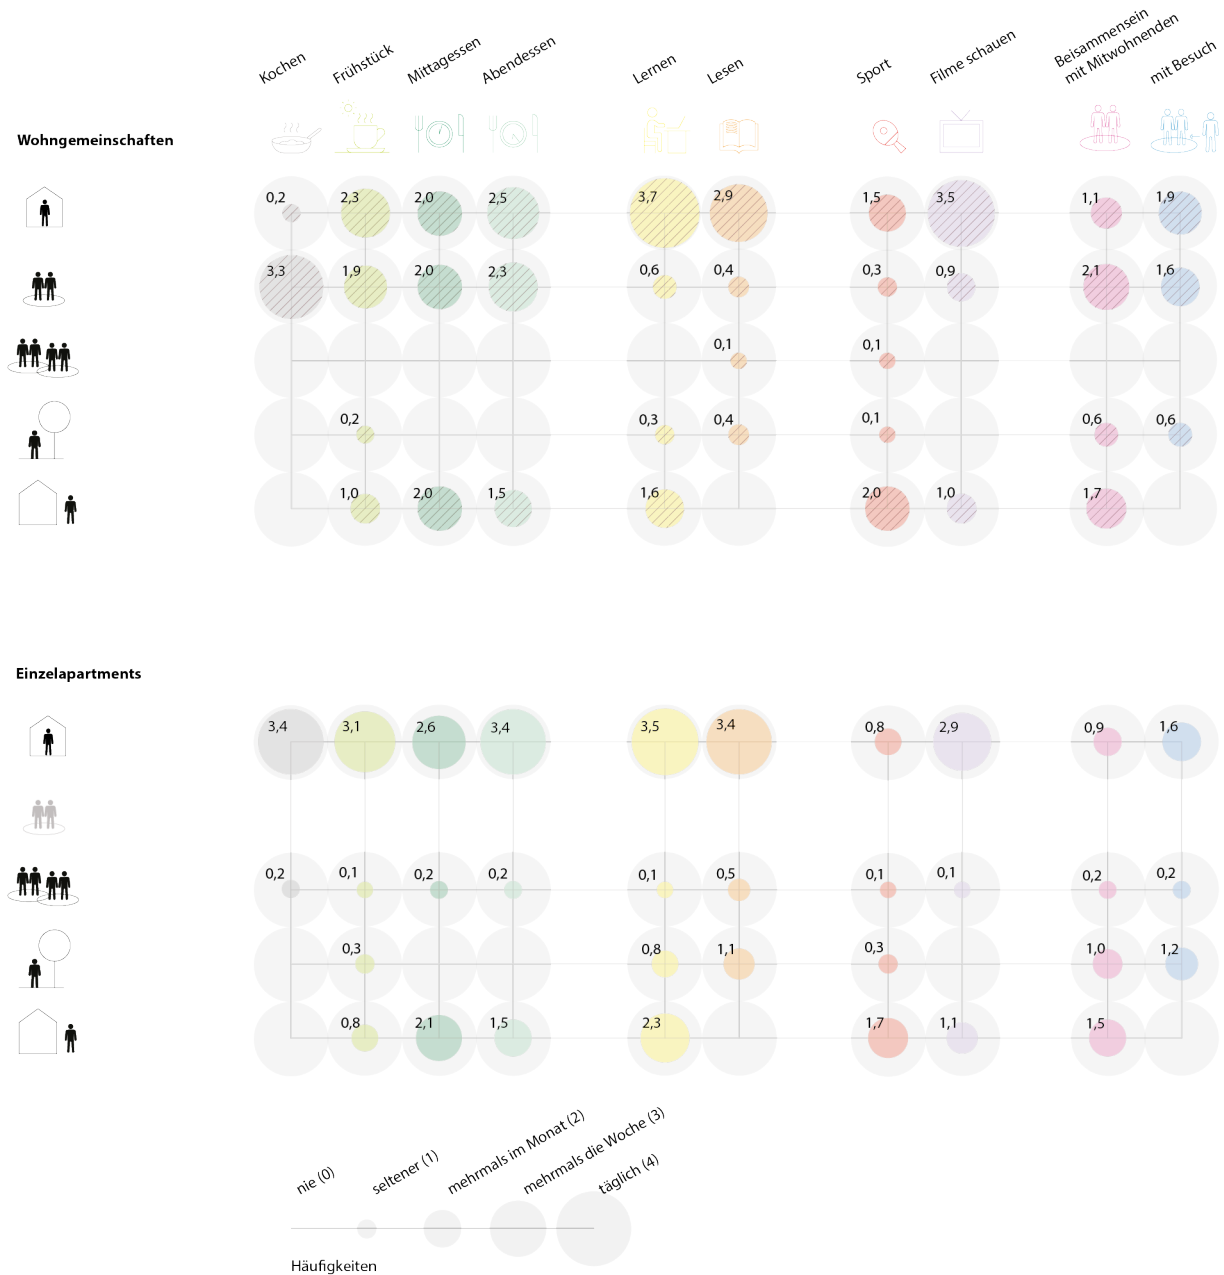 Kochen
Frühstück
Mittagessen
Abendessen
Lernen
Lesen
Sport
Filme schauen
Beisammensein
mit Mitwohnenden
mit Besuch
Wohngemeinschaften
0,2 2,3 2,0 2,5 3,7 2,9 1,5 3,5 1,1 1,9
3,3 1,9 2,0 2,3 0,6 0,4 0,3 0,9 2,1 1,6
0,1 0,1
0,2 0,3 0,4 0,1 0,6 0,6
1,0 2,0 1,5 1,6 2,0 1,0 1,7
Einzelapartments
3,4 3,1 2,6 3,4 3,5 3,4 0,8 2,9 0,9 1,6
0,2 0,1 0,2 0,2 0,1 0,5 0,1 0,1 0,2 0,2
0,3 0,8 1,1 0,3 1,0 1,2
0,8 2,1 1,5 2,3 1,7 1,1 1,5
nie (0)
seltener (1)
mehrmals im Monat (2)
mehrmals die Woche (3)
täglich (4)
Häufigkeiten